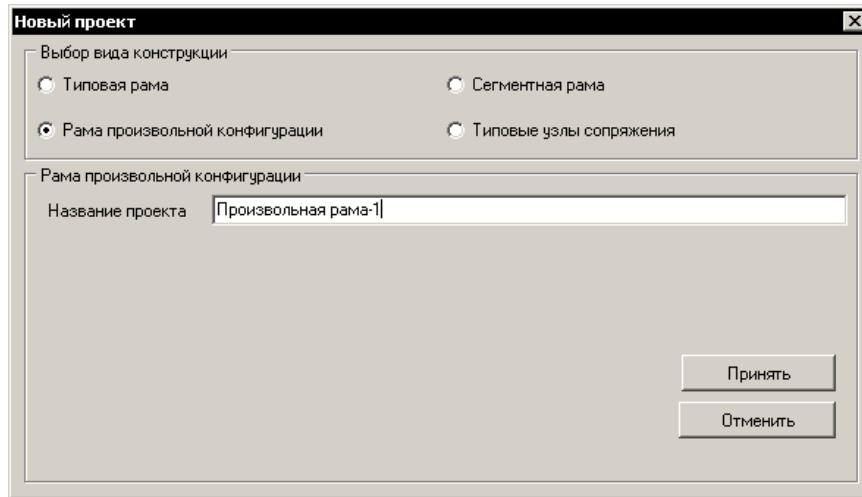 Новый проект
Выбор вида конструкции
Типовая рама
Сегментная рама
Рама произвольной конфигурации
Типовые узлы сопряжения
Рама произвольной конфигурации
Название проекта
Произвольная рама-1
Принять
Отменить